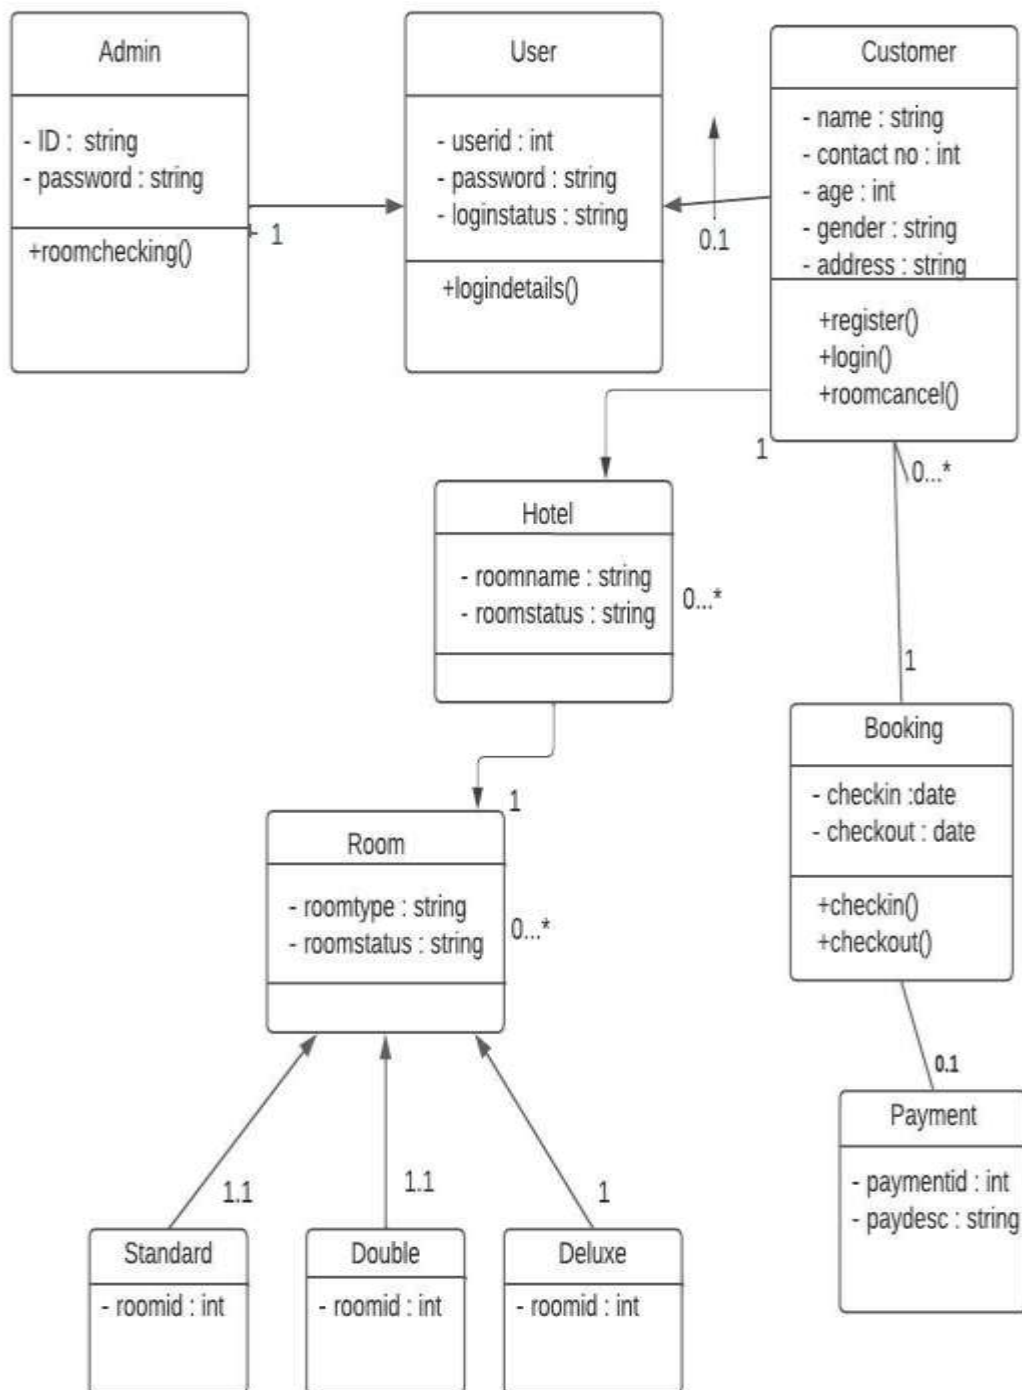 Admin
- ID : string
- password : string
+roomchecking()
1
User
- userid : int
- password : string
- loginstatus : string
+logindetails()
0.1
Customer
- name : string
- contact no : int
- age : int
- gender : string
- address : string
+register()
+login()
+roomcancel()
1
0...*
Hotel
- roomname : string
- roomstatus : string
0...*
1
Booking
- checkin :date
- checkout : date
+checkin()
+checkout()
1
Room
- roomtype : string
- roomstatus : string
0...*
0.1
Payment
- paymentid : int
- paydesc : string
1.1
1.1
1
Standard
- roomid : int
Double
- roomid : int
Deluxe
- roomid : int